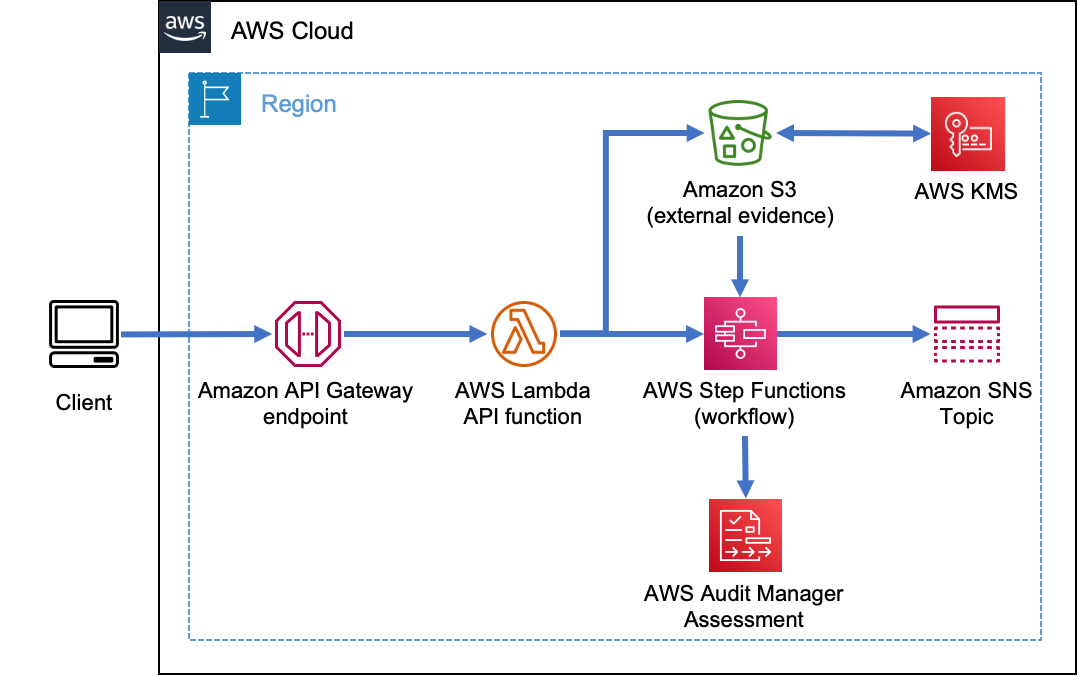 aws
AWS Cloud
Region
Amazon S3
(external evidence)
AWS KMS
Client
Amazon API Gateway
endpoint
AWS Lambda
API function
AWS Step Functions
(workflow)
Amazon SNS
Topic
AWS Audit Manager
Assessment